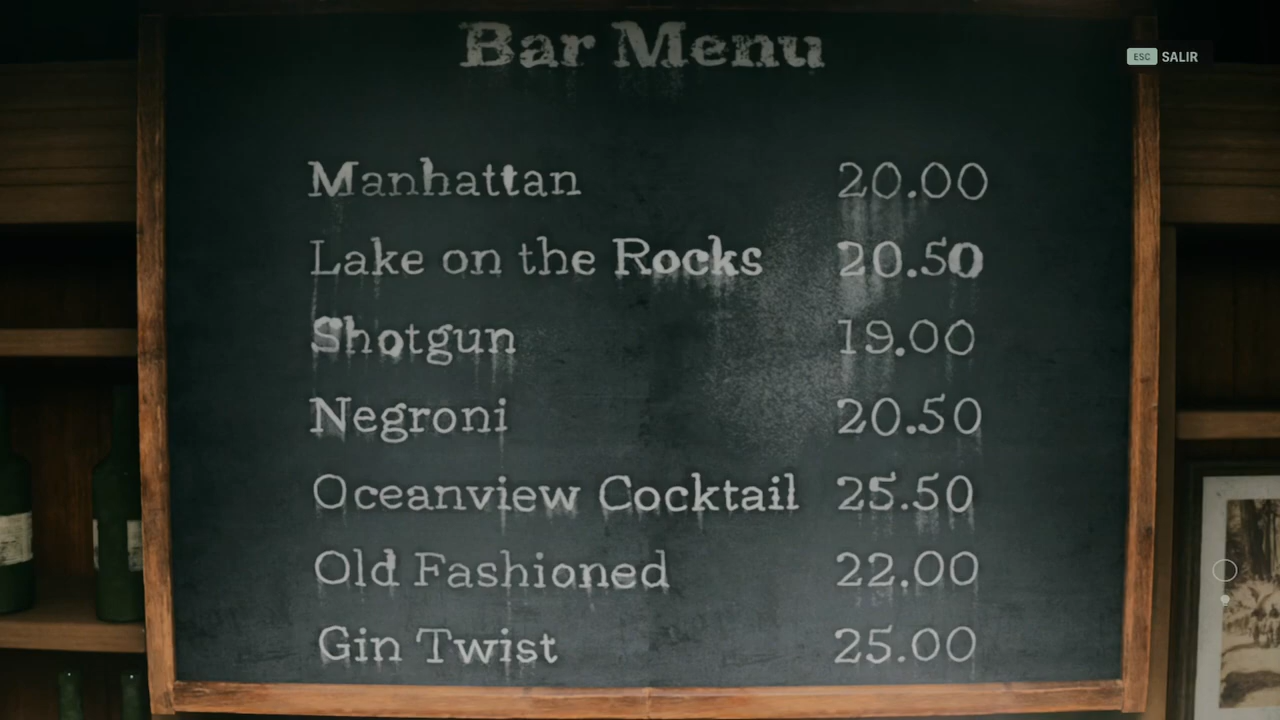 Bar Menu
ESC SALIR
Manhattan 20.00
Lake on the Rocks 20.50
Shotgun 19.00
Negroni 20.50
Oceanview Cocktail 25.50
Old Fashioned 22.00
Gin Twist 25.00